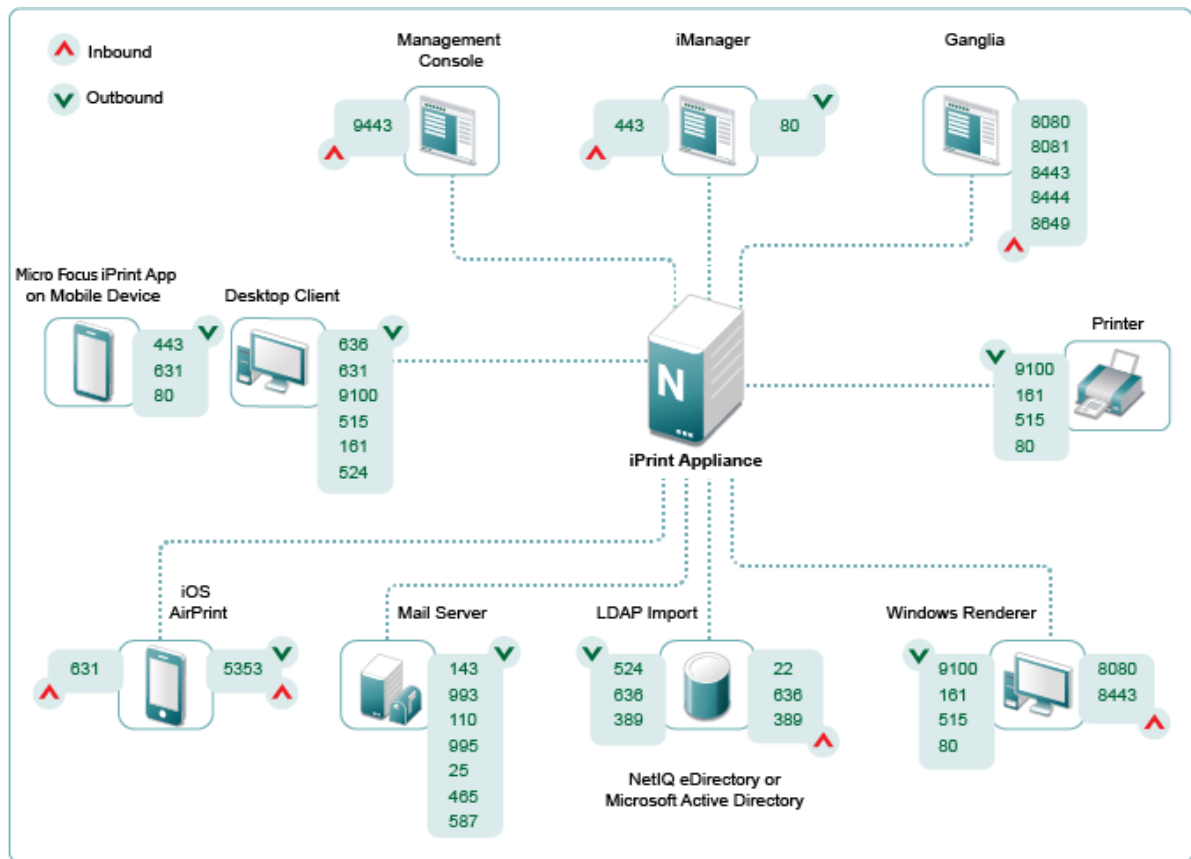 Inbound
Outbound
Management
Console
9443
iManager
443
80
Ganglia
8080
8081
8443
8444
8649
Micro Focus iPrint App
on Mobile Device
443
631
80
Desktop Client
636
631
9100
515
161
524
N
iPrint Appliance
Printer
9100
161
515
80
iOS
AirPrint
631
5353
Mail Server
143
993
110
995
25
465
587
LDAP Import
524
636
389
22
636
389
NetIQ eDirectory or
Microsoft Active Directory
Windows Renderer
9100
161
515
80
8080
8443